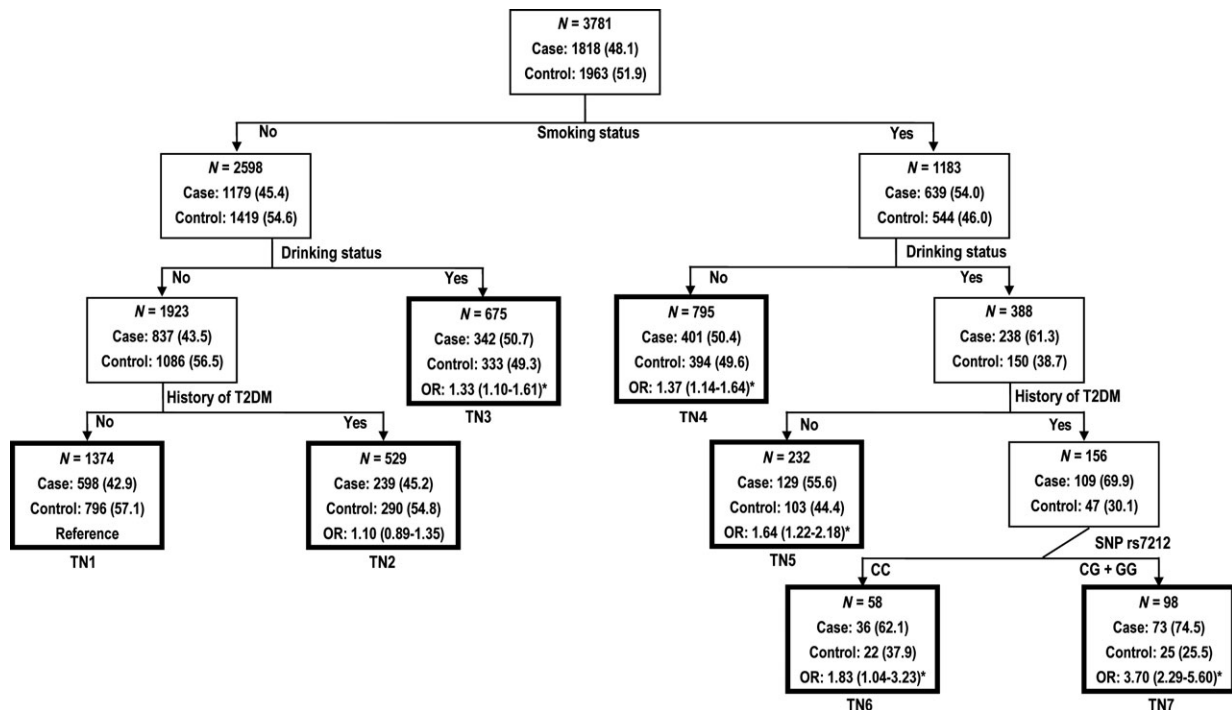 N = 3781
Case: 1818 (48.1)
Control: 1963 (51.9)
No
Smoking status
Yes
N = 2598
Case: 1179 (45.4)
Control: 1419 (54.6)
N = 1183
Case: 639 (54.0)
Control: 544 (46.0)
Drinking status
Drinking status
No
Yes
No
Yes
N = 1923
Case: 837 (43.5)
Control: 1086 (56.5)
N = 675
Case: 342 (50.7)
Control: 333 (49.3)
OR: 1.33 (1.10-1.61)*
TN3
N = 795
Case: 401 (50.4)
Control: 394 (49.6)
OR: 1.37 (1.14-1.64)*
TN4
N = 388
Case: 238 (61.3)
Control: 150 (38.7)
History of T2DM
History of T2DM
No
Yes
No
Yes
N = 1374
Case: 598 (42.9)
Control: 796 (57.1)
Reference
TN1
N = 529
Case: 239 (45.2)
Control: 290 (54.8)
OR: 1.10 (0.89-1.35)
TN2
N = 232
Case: 129 (55.6)
Control: 103 (44.4)
OR: 1.64 (1.22-2.18)*
TN5
N = 156
Case: 109 (69.9)
Control: 47 (30.1)
SNP rs7212
CC
CG + GG
N = 58
Case: 36 (62.1)
Control: 22 (37.9)
OR: 1.83 (1.04-3.23)*
TN6
N = 98
Case: 73 (74.5)
Control: 25 (25.5)
OR: 3.70 (2.29-5.60)*
TN7